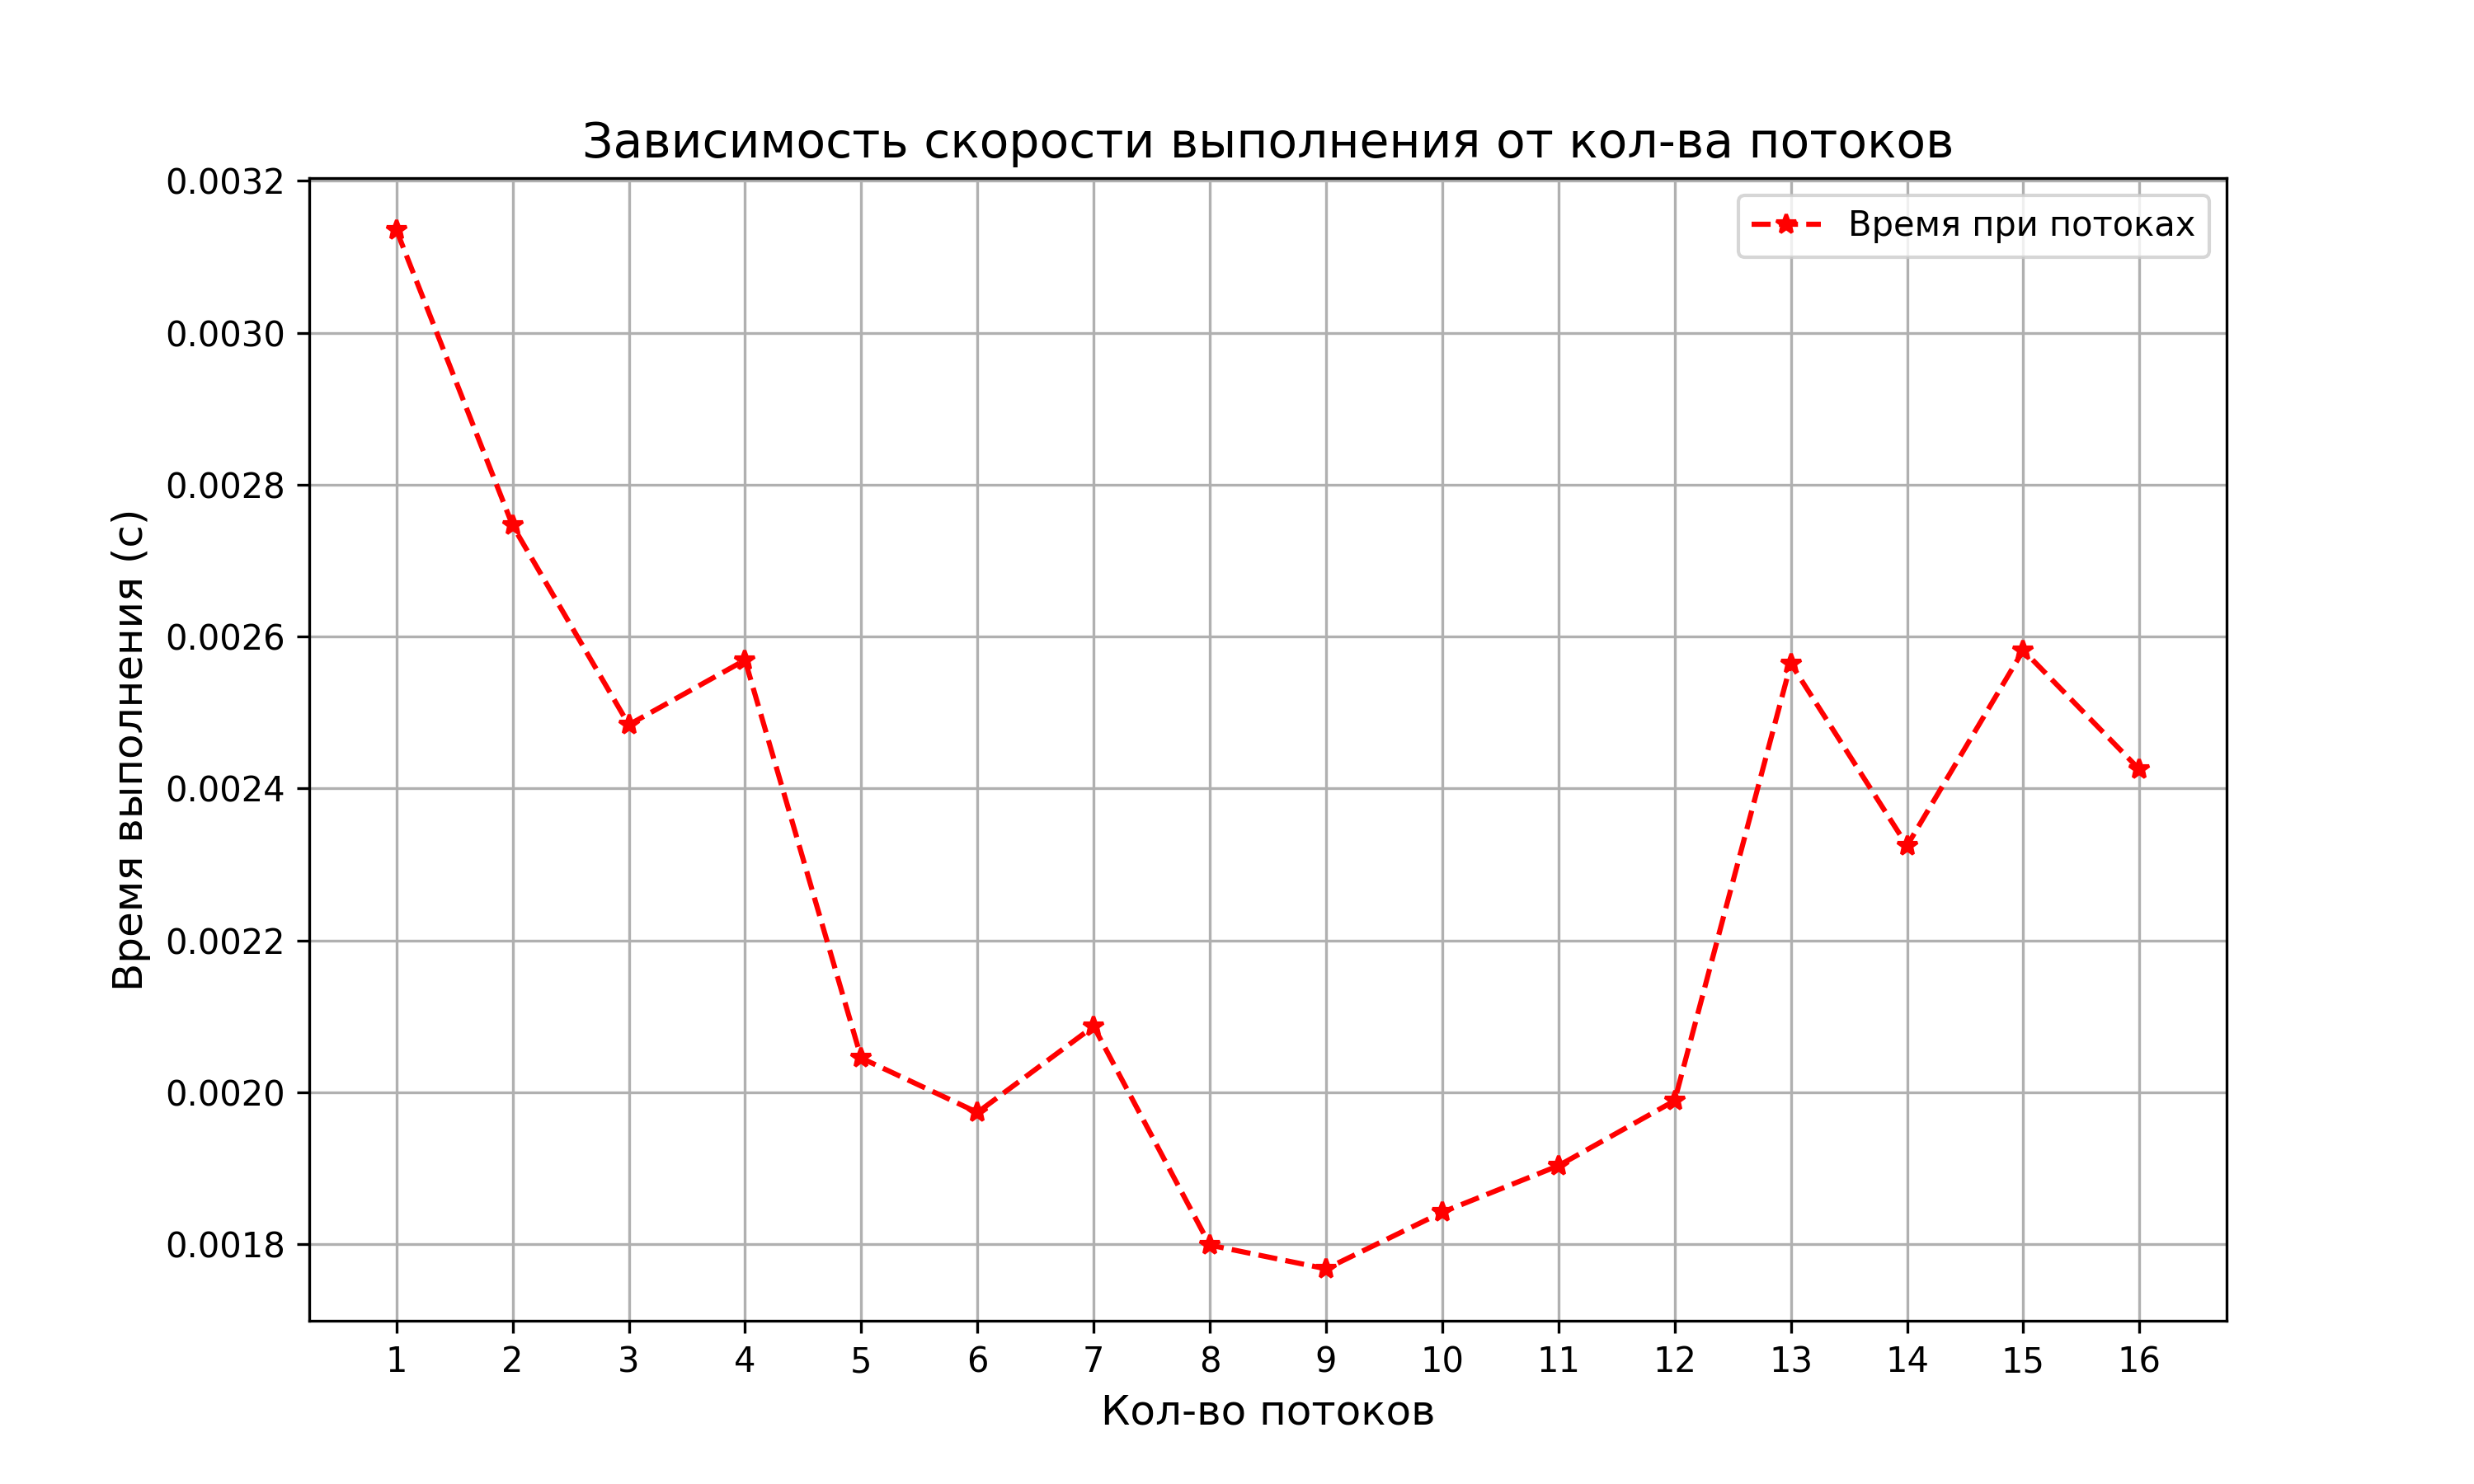 Зависимость скорости выполнения от кол-ва потоков
Время при потоках
Время выполнения (с)
0.0032
0.0030
0.0028
0.0026
0.0024
0.0022
0.0020
0.0018
1 2 3 4 5 6 7 8 9 10 11 12 13 14 15 16
Кол-во потоков